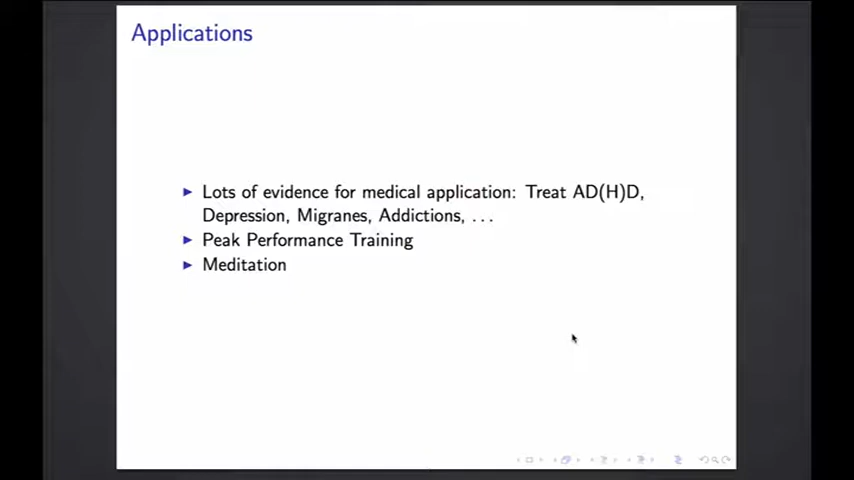 Applications
Lots of evidence for medical application: Treat AD(H)D,
Depression, Migranes, Addictions, ...
Peak Performance Training
Meditation